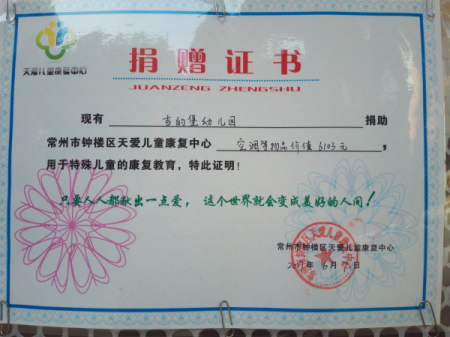 天爱儿童康复中心
捐赠证书
JUANZENG ZHENGSHU
现有 吉的堡幼儿园 捐助
常州市钟楼区天爱儿童康复中心 空调等物品价值6103元,
用于特殊儿童的康复教育,特此证明!
只要人人都献出一点爱, 这个世界就会变成美好的人间!
常州市钟楼区天爱儿童康复中心